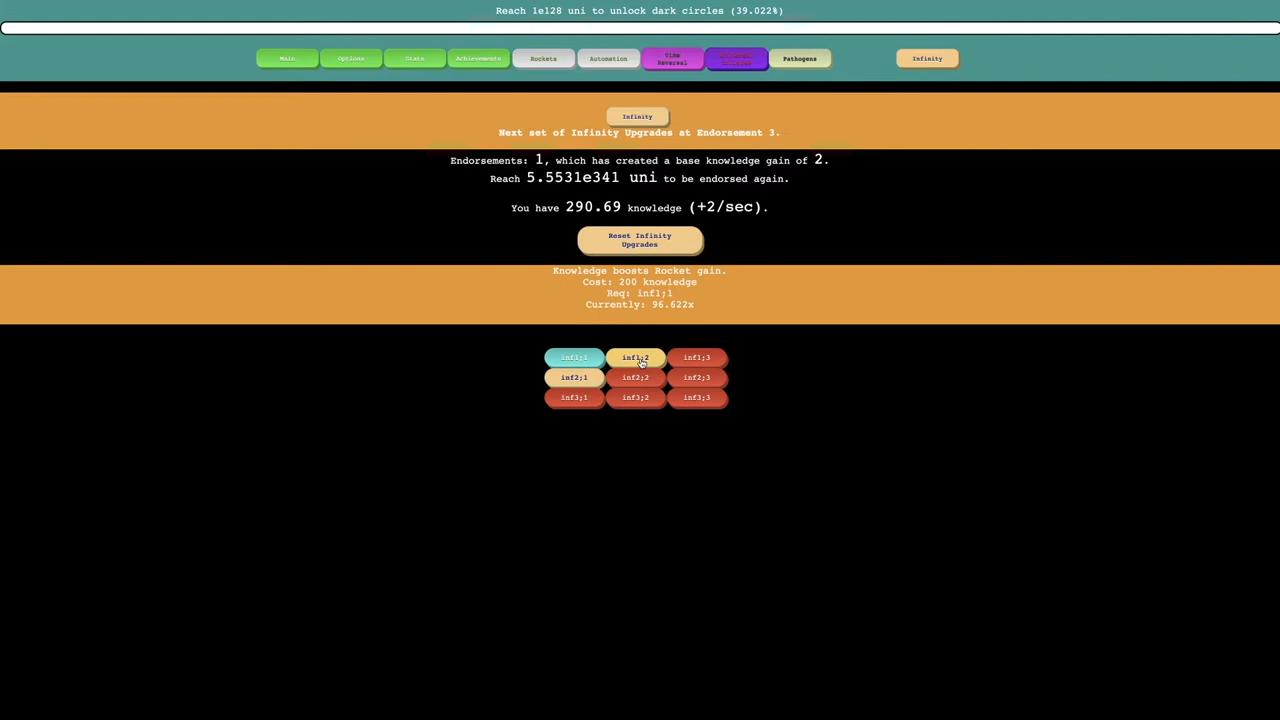 Reach 1e128 uni to unlock dark circles (39.022%)
Main
Options
Stats
Achievements
Rockets
Automation
Time
Reversal
Pathogens
Infinity
Infinity
Next set of Infinity Upgrades at Endorsement 3.
Endorsements: 1, which has created a base knowledge gain of 2.
Reach 5.5531e341 uni to be endorsed again.
You have 290.69 knowledge (+2/sec).
Reset Infinity
Upgrades
Knowledge boosts Rocket gain.
Cost: 200 knowledge
Req: inf1;1
Currently: 96.622x
inf1;1 inf1;2 inf1;3
inf2;1 inf2;2 inf2;3
inf3;1 inf3;2 inf3;3